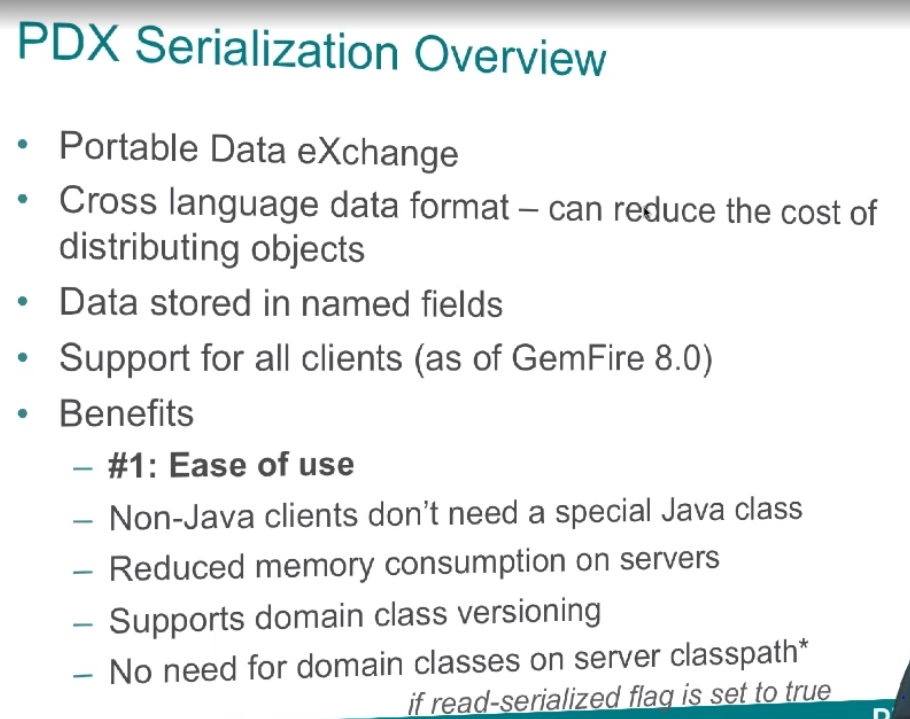 PDX Serialization Overview
• Portable Data eXchange
• Cross language data format – can reduce the cost of
distributing objects
• Data stored in named fields
• Support for all clients (as of GemFire 8.0)
• Benefits
– #1: Ease of use
– Non-Java clients don't need a special Java class
– Reduced memory consumption on servers
– Supports domain class versioning
– No need for domain classes on server classpath*
if read-serialized flag is set to true